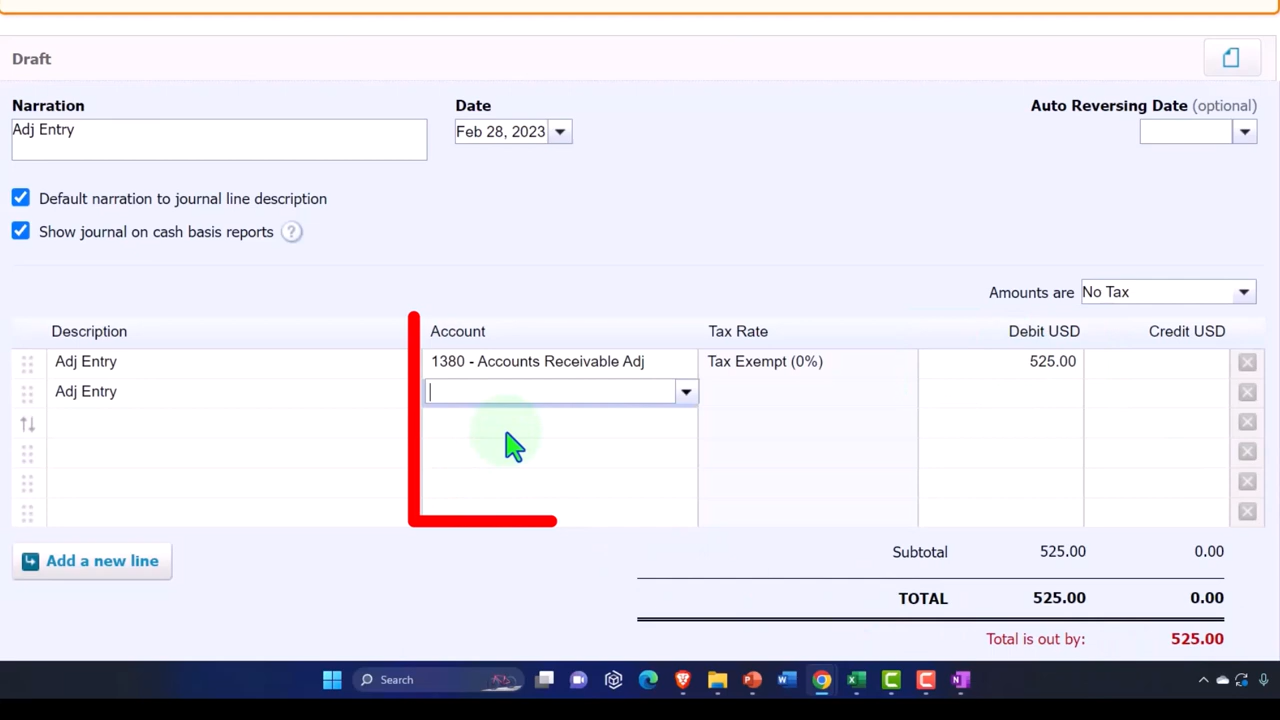 Draft
Narration
Date
Auto Reversing Date (optional)
Adj Entry
Feb 28, 2023
Default narration to journal line description
Show journal on cash basis reports ?
Amounts are No Tax
Description Account Tax Rate Debit USD Credit USD
Adj Entry 1380 - Accounts Receivable Adj Tax Exempt (0%) 525.00
Adj Entry
Add a new line
Subtotal 525.00 0.00
TOTAL 525.00 0.00
Total is out by: 525.00
Search